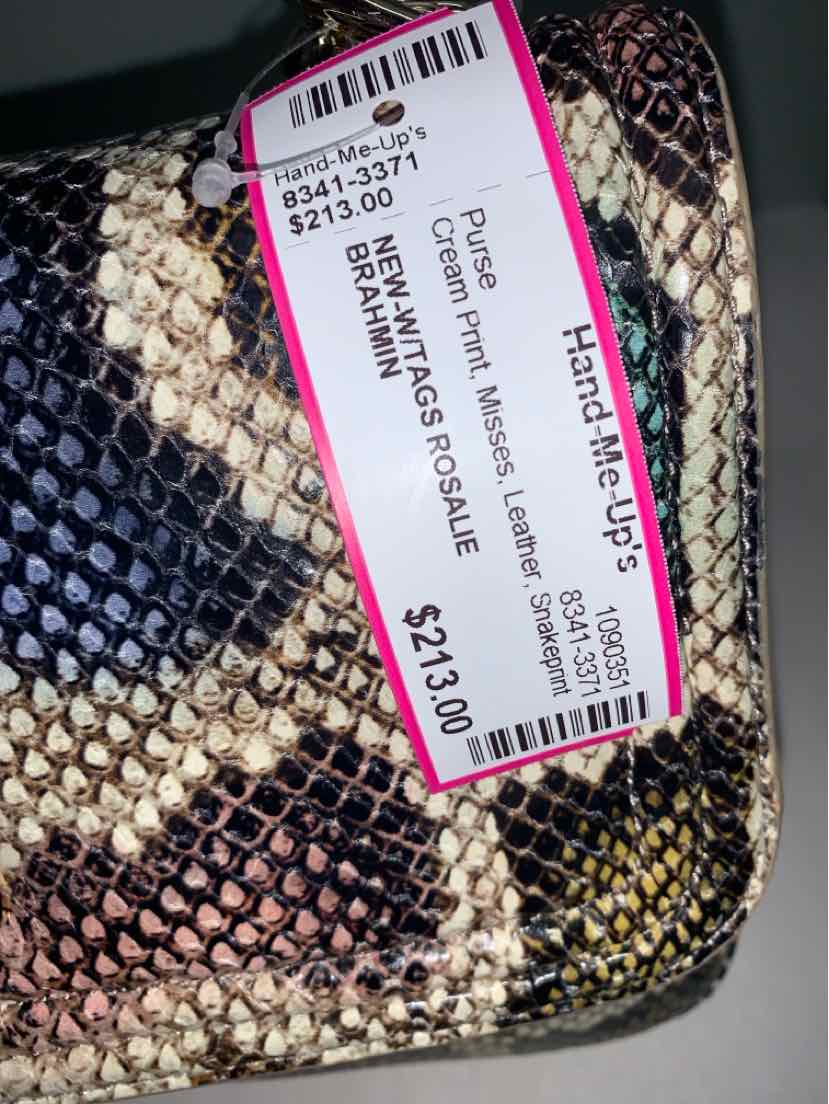 Hand-Me-Up's
8341-3371
$213.00
Hand-Me-Up's
1090351
8341-3371
Purse
Cream Print, Misses, Leather, Snakeprint
NEW-W/TAGS ROSALIE
BRAHMIN
$213.00